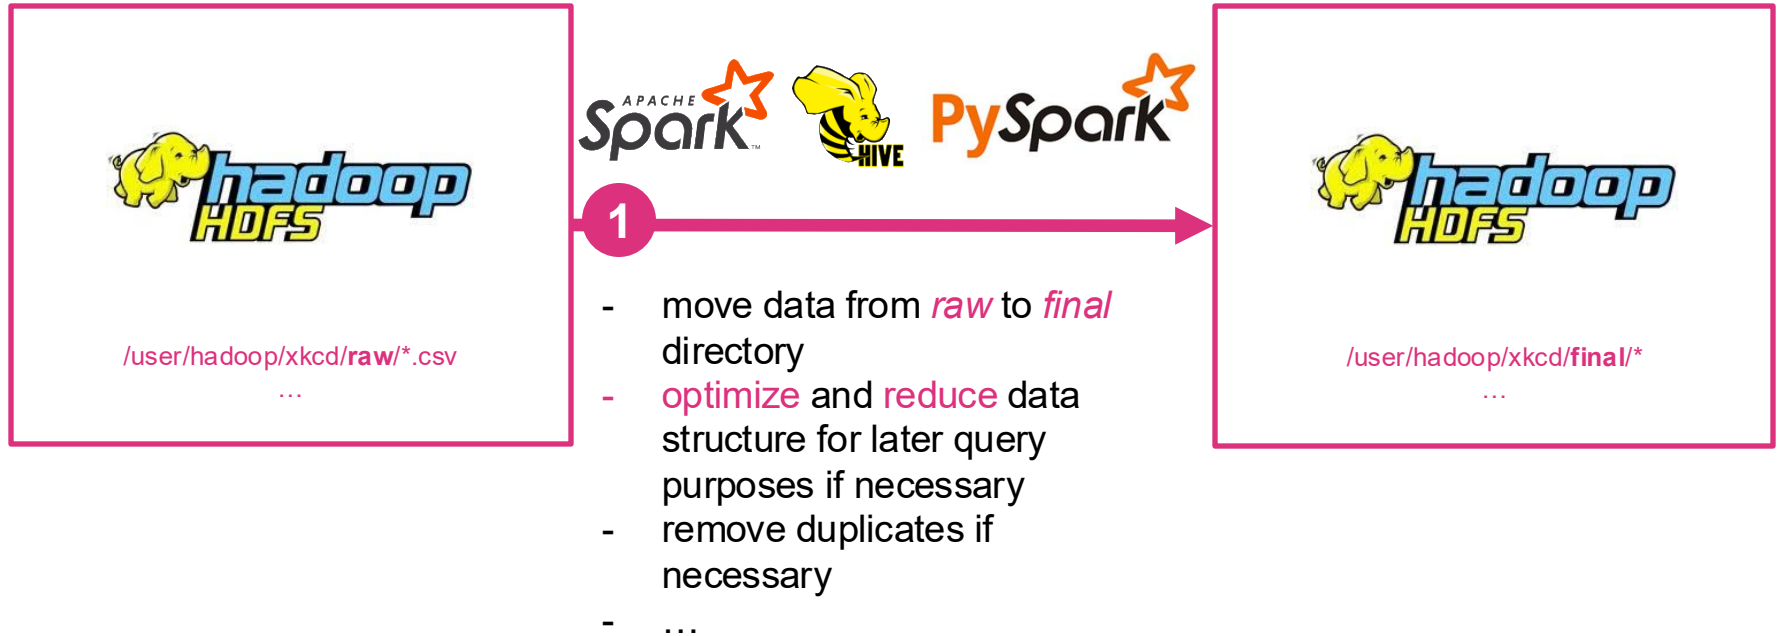 hadoop
HDFS
/user/hadoop/xkcd/raw/*.csv
...
APACHE
Spark™
HIVE
PySpark
1
- move data from raw to final
directory
- optimize and reduce data
structure for later query
purposes if necessary
- remove duplicates if
necessary
- ...
hadoop
HDFS
/user/hadoop/xkcd/final/*
...